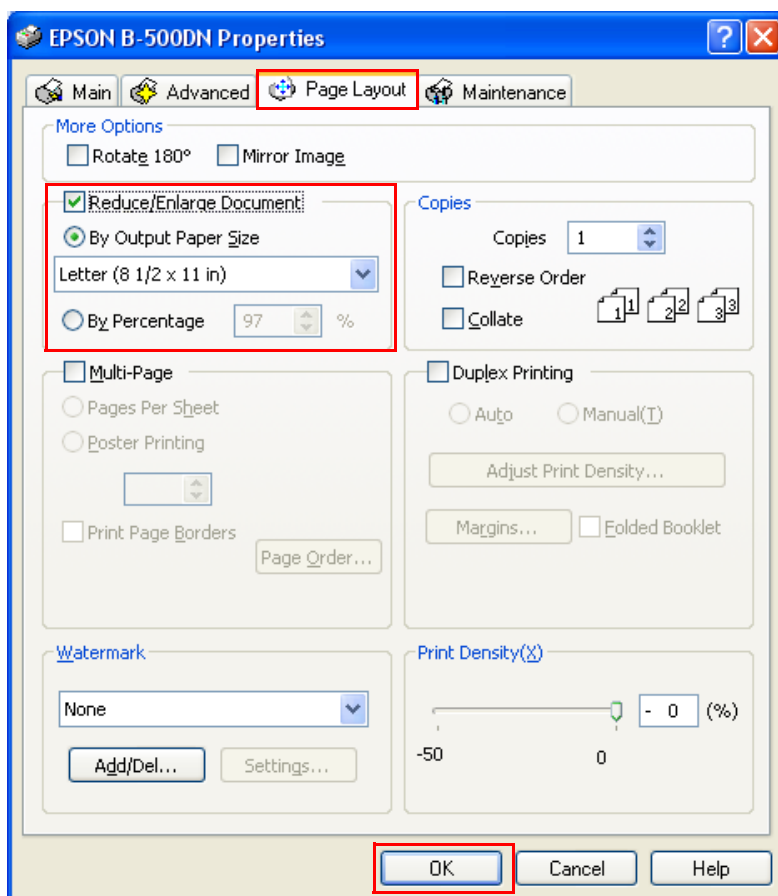 EPSON B-500DN Properties
Main Advanced Page Layout Maintenance
More Options
Rotate 180° Mirror Image
Reduce/Enlarge Document
By Output Paper Size
Letter (8 1/2 x 11 in)
By Percentage 97 %
Copies
Copies 1
Reverse Order
Collate
1 1 2 2 3 3
Multi-Page
Pages Per Sheet
Poster Printing
Print Page Borders
Page Order...
Duplex Printing
Auto Manual(T)
Adjust Print Density...
Margins... Folded Booklet
Watermark
None
Add/Del... Settings...
Print Density(X)
- 0 (%)
-50 0
OK Cancel Help